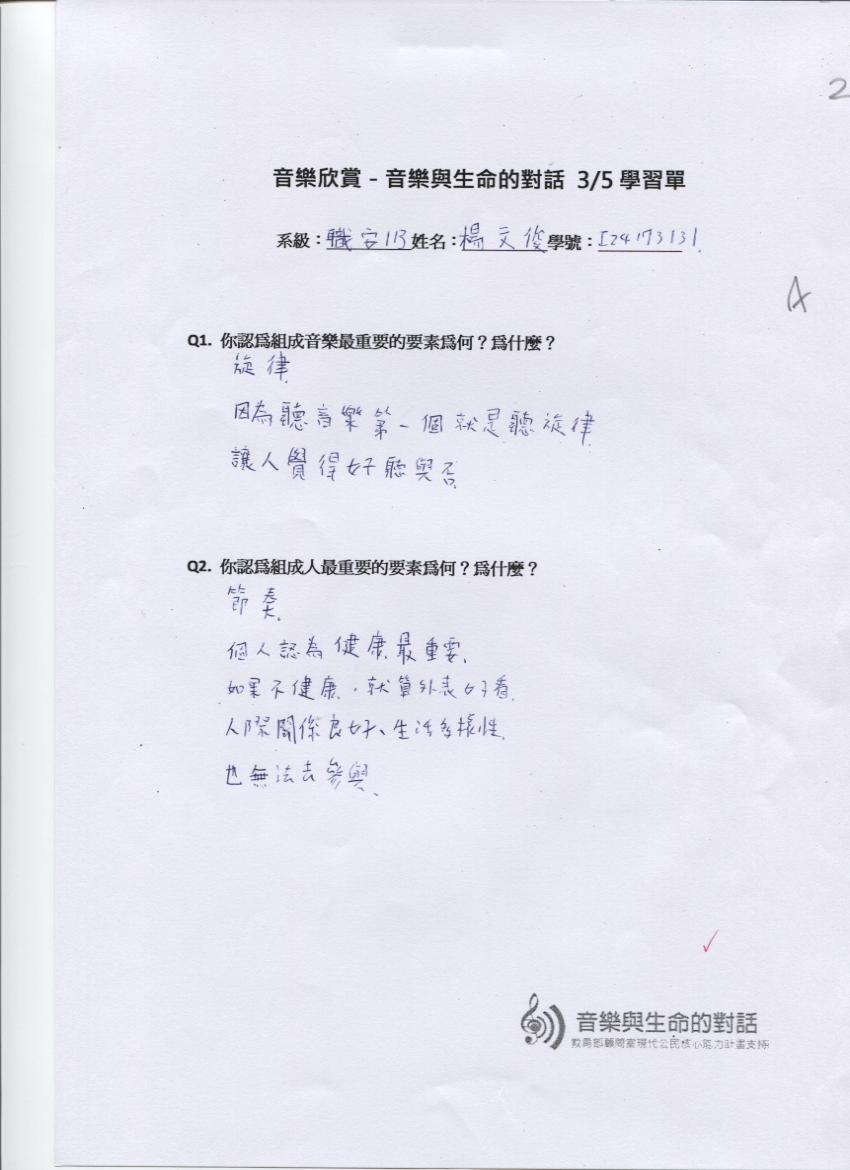 2
音樂欣賞 - 音樂與生命的對話 3/5 學習單
系級：職安1B 姓名：楊文俊 學號：I24173131
A
Q1. 你認為組成音樂最重要的要素為何？為什麼？
旋律.
因為聽音樂第一個就是聽旋律.
讓人覺得好聽與否.
Q2. 你認為組成人最重要的要素為何？為什麼？
節奏.
個人認為健康最重要.
如果不健康，就算外表好看.
人際關係良好、生活多樣性.
也無法去參與.
音樂與生命的對話
教育部顧問室現代公民核心能力計畫支持